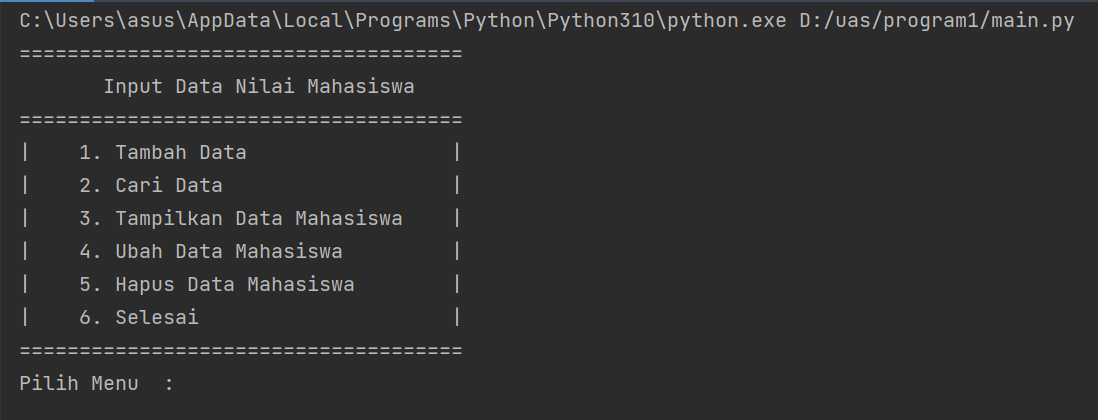 C:\Users\asus\AppData\Local\Programs\Python\Python310\python.exe D:/uas/program1/main.py
=====================================
       Input Data Nilai Mahasiswa
=====================================
|    1. Tambah Data                 |
|    2. Cari Data                   |
|    3. Tampilkan Data Mahasiswa    |
|    4. Ubah Data Mahasiswa         |
|    5. Hapus Data Mahasiswa        |
|    6. Selesai                     |
=====================================
Pilih Menu  :